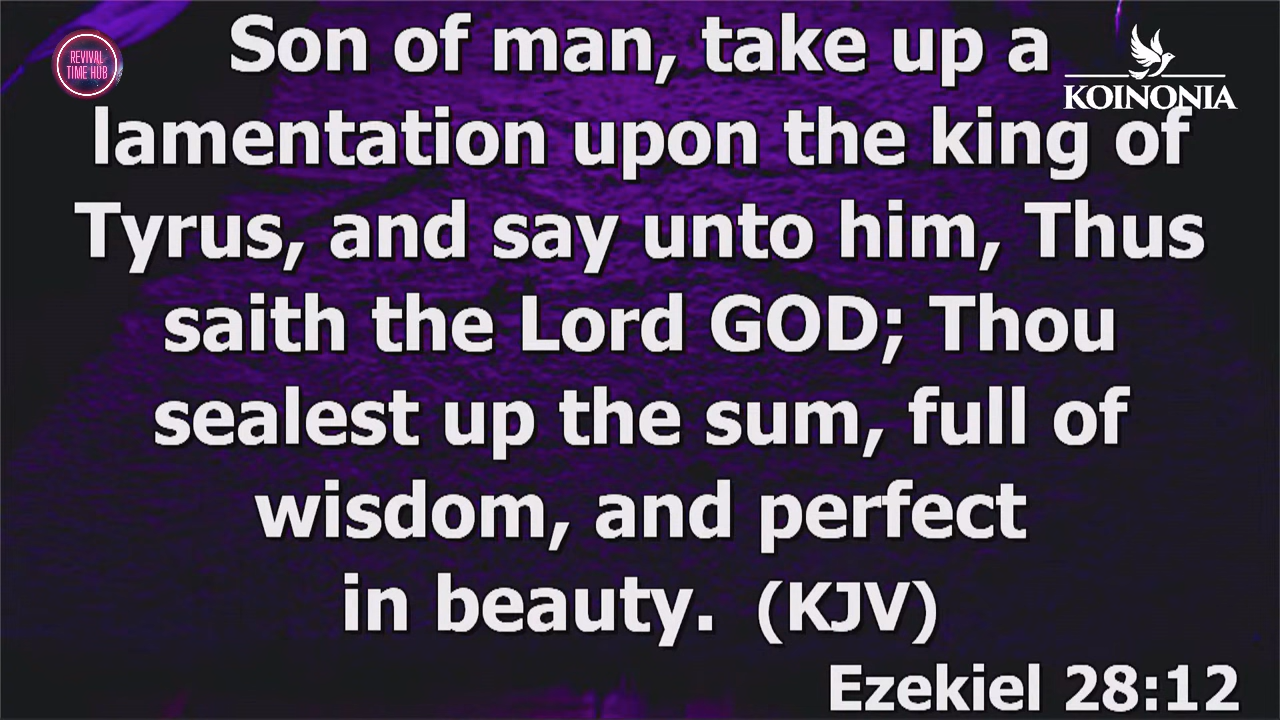 Son of man, take up a
lamentation upon the king of
Tyrus, and say unto him, Thus
saith the Lord GOD; Thou
sealest up the sum, full of
wisdom, and perfect
in beauty. (KJV)
Ezekiel 28:12
REVIVAL
TIME HUB
KOINONIA